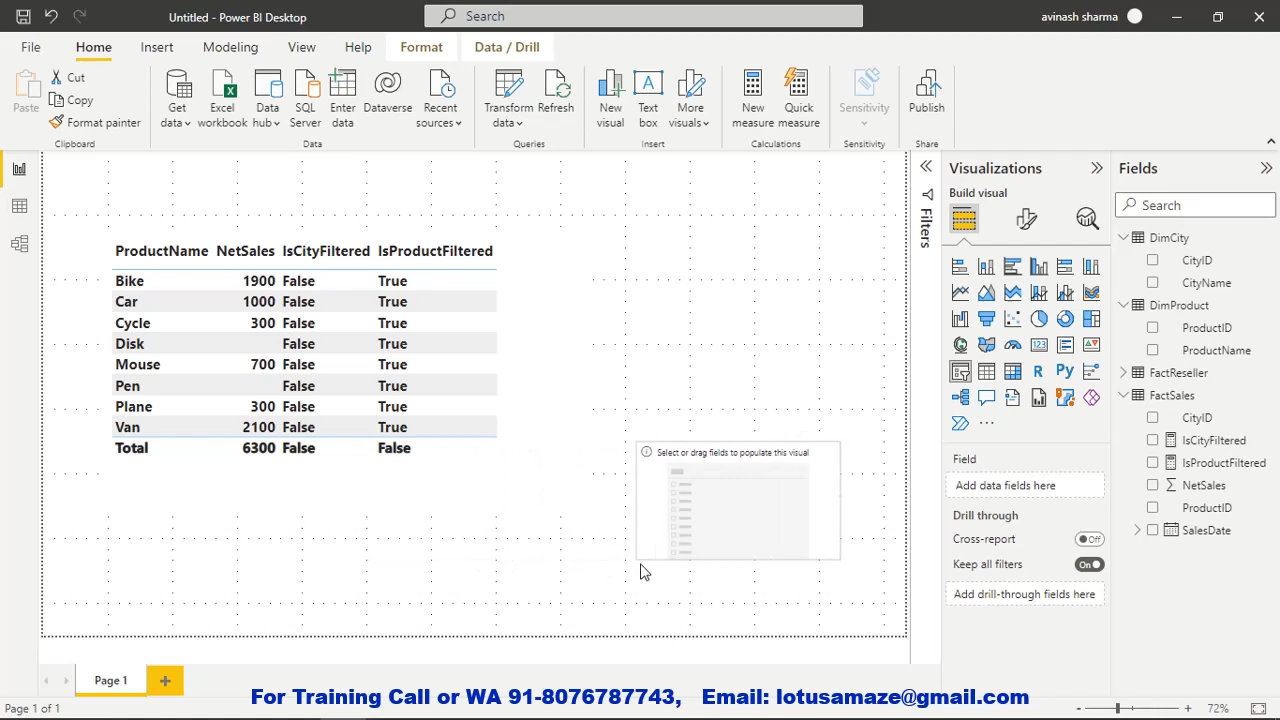 Untitled - Power BI Desktop
Search
avinash sharma
File Home Insert Modeling View Help Format Data / Drill
Paste
Cut
Copy
Format painter
Clipboard
Get data
Excel workbook
Data hub
SQL Server
Enter data
Dataverse
Recent sources
Data
Transform data
Refresh
Queries
New visual
Text box
More visuals
Insert
New measure
Quick measure
Calculations
Sensitivity
Sensitivity
Publish
Share
ProductName NetSales IsCityFiltered IsProductFiltered
Bike 1900 False True
Car 1000 False True
Cycle 300 False True
Disk False True
Mouse 700 False True
Pen False True
Plane 300 False True
Van 2100 False True
Total 6300 False False
Select or drag fields to populate this visual
Filters
Visualizations
Build visual
Field
Add data fields here
Drill through
Cross-report Off
Keep all filters On
Add drill-through fields here
Fields
Search
DimCity
CityID
CityName
DimProduct
ProductID
ProductName
FactReseller
FactSales
CityID
IsCityFiltered
IsProductFiltered
NetSales
ProductID
SalesDate
Page 1
For Training Call or WA 91-8076787743, Email: lotusamaze@gmail.com
Page 1 of 1
72%